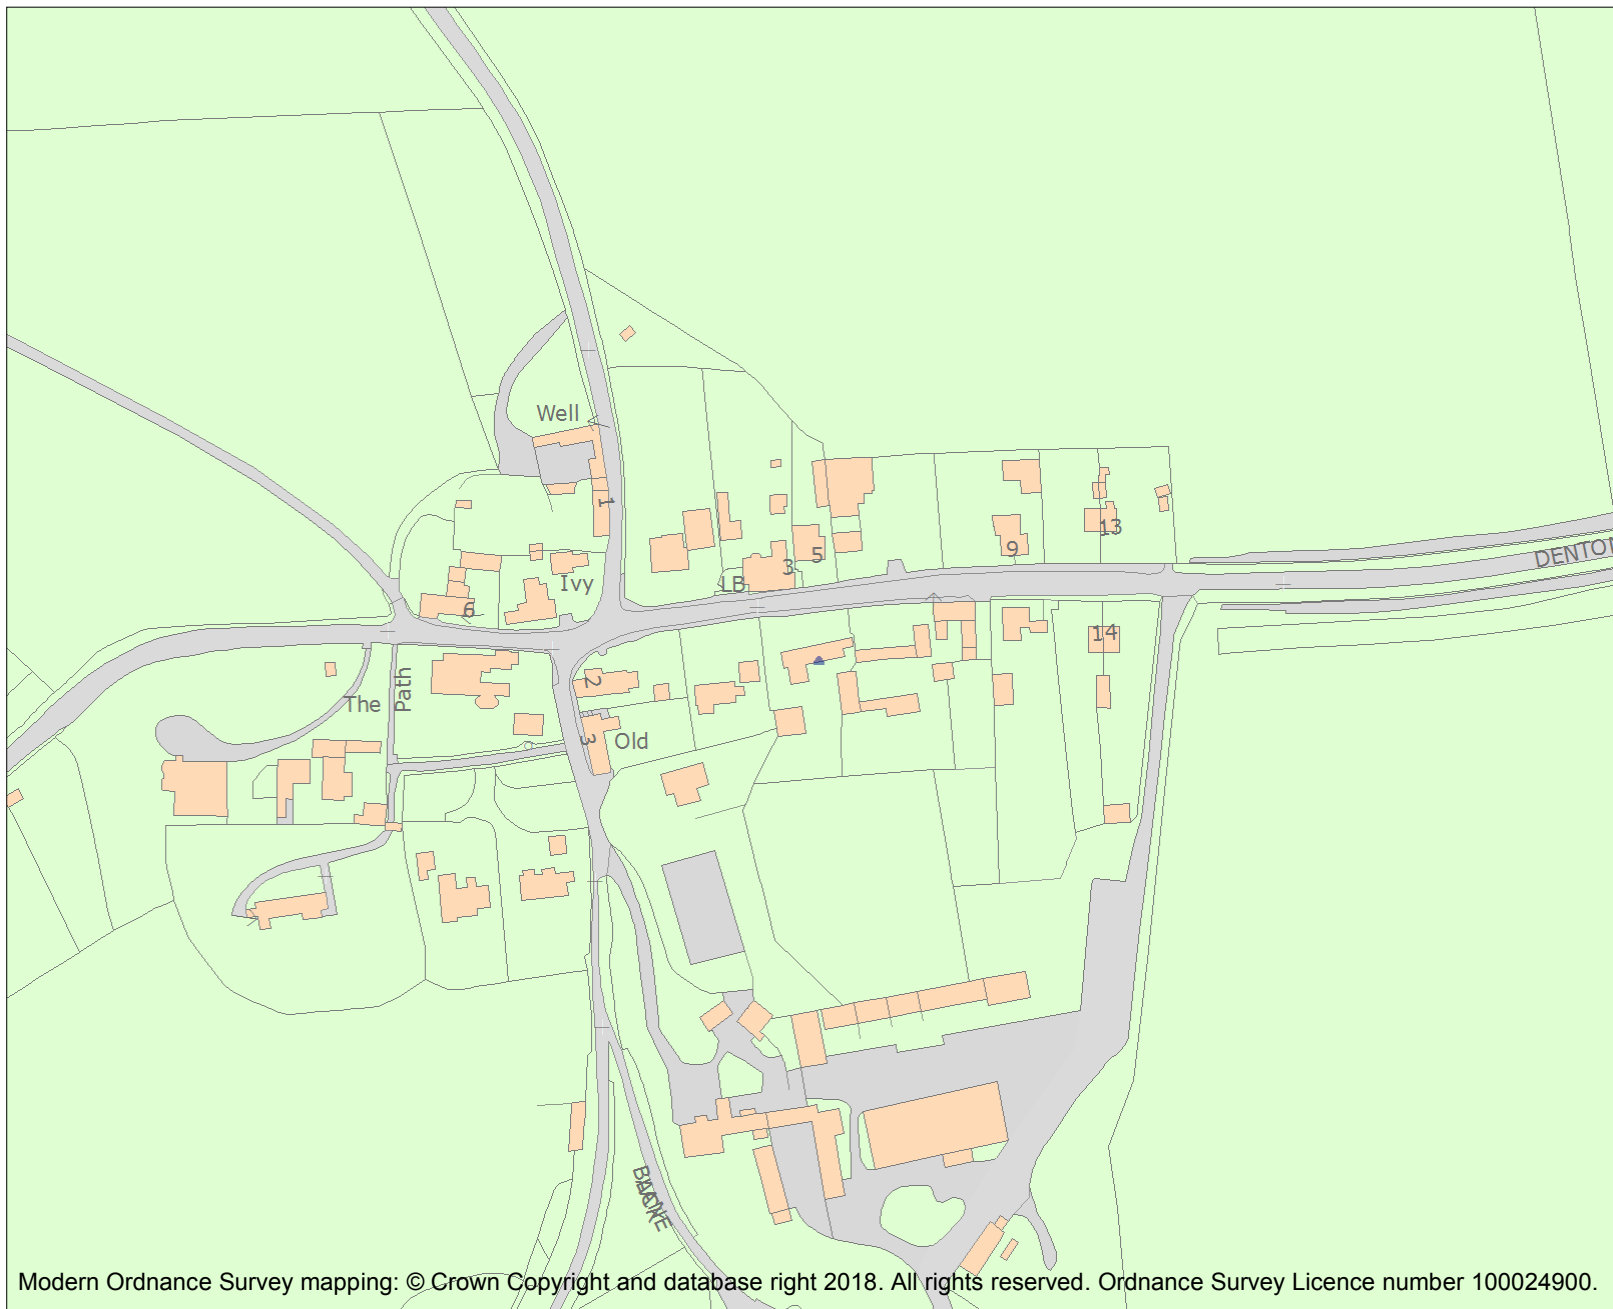 Well
1
Ivy
6
LB
3
5
9
13
DENTON
14
2
The
Path
3
Old
Modern Ordnance Survey mapping: © Crown Copyright and database right 2018. All rights reserved. Ordnance Survey Licence number 100024900.